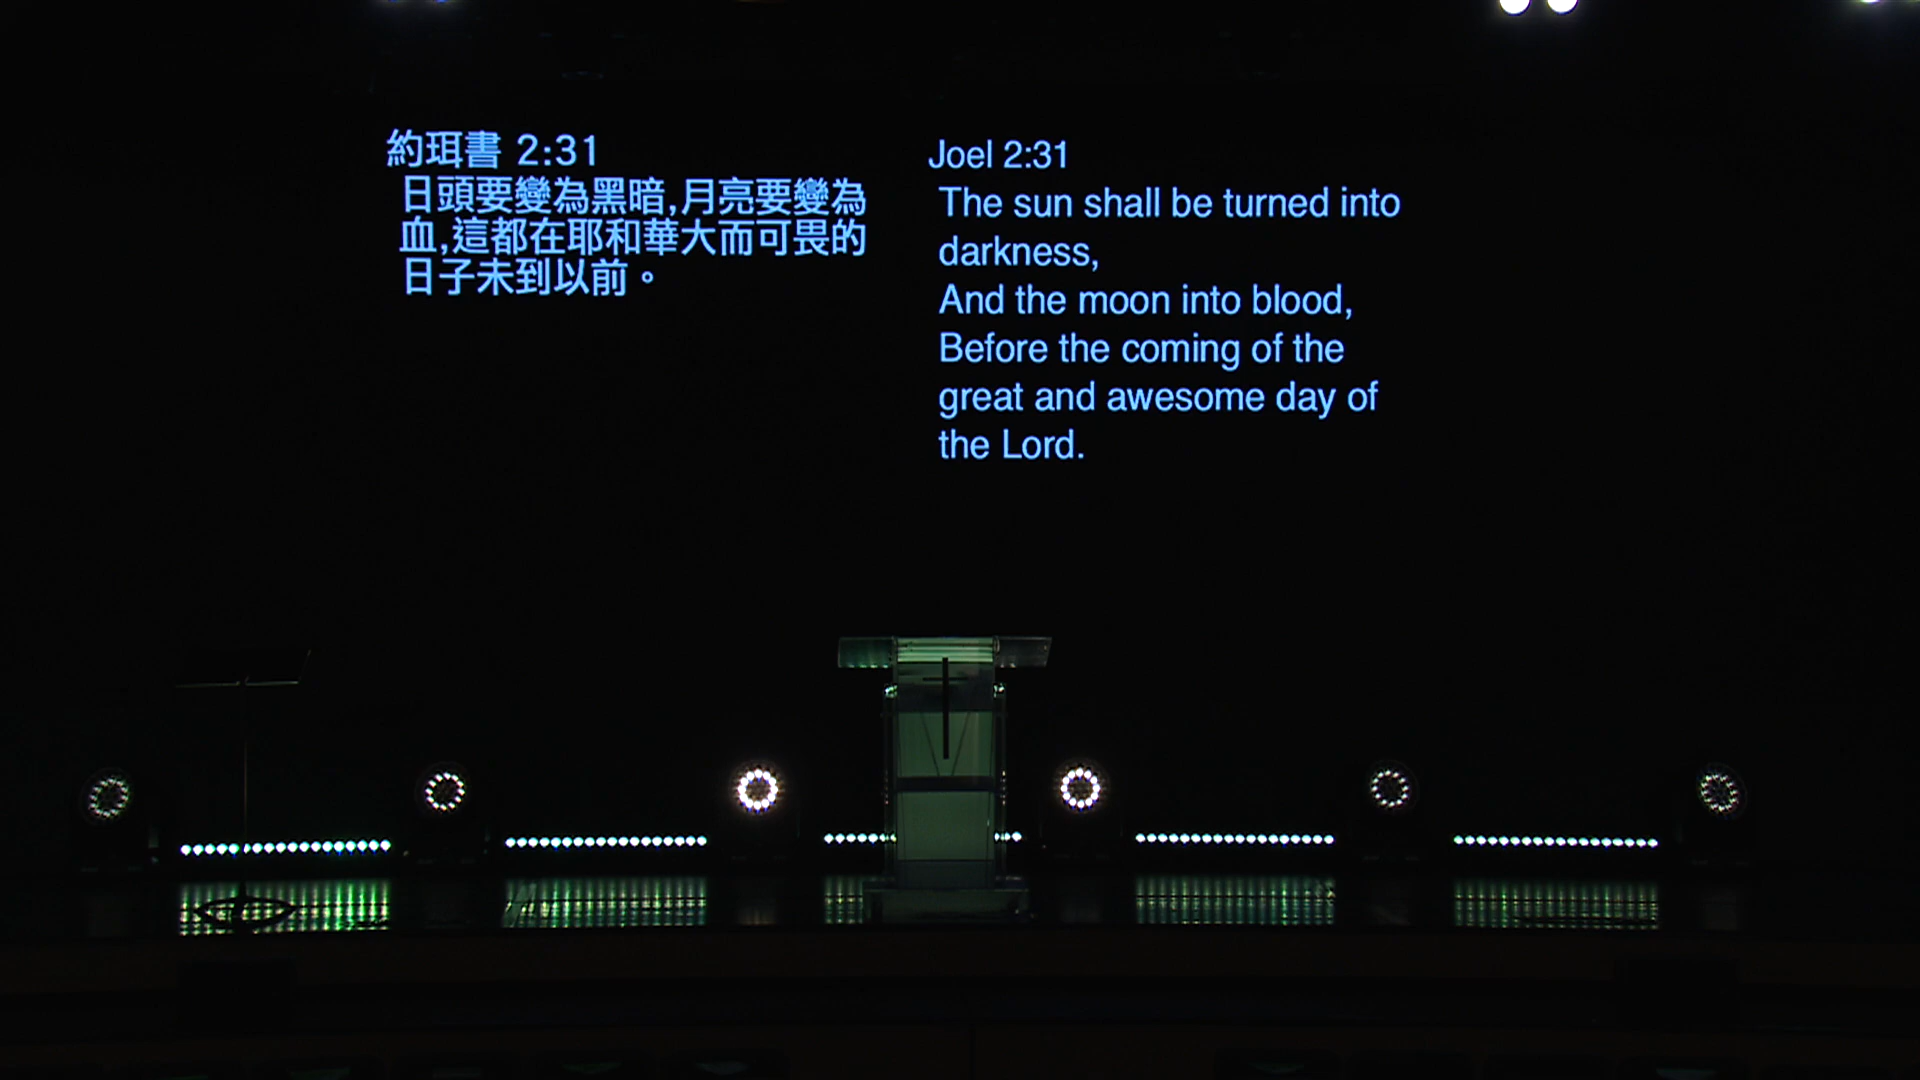 約珥書 2:31
日頭要變為黑暗,月亮要變為
血,這都在耶和華大而可畏的
日子未到以前。
Joel 2:31
The sun shall be turned into
darkness,
And the moon into blood,
Before the coming of the
great and awesome day of
the Lord.